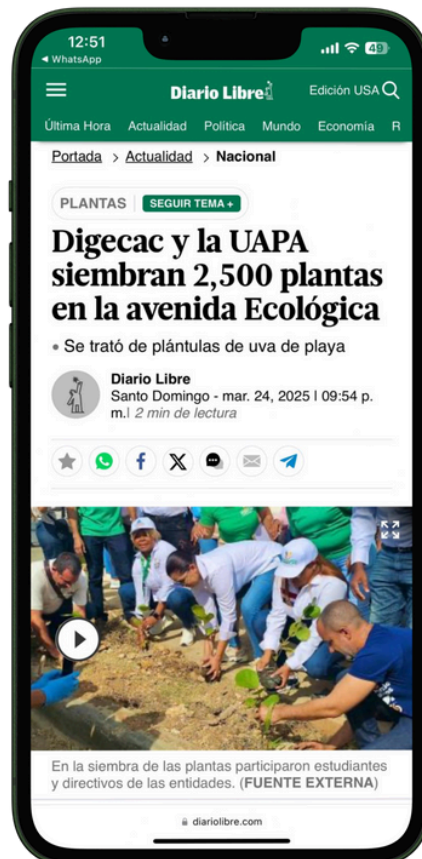 12:51
◀ WhatsApp
49
Diario Libre
Edición USA
Última Hora Actualidad Política Mundo Economía R
Portada > Actualidad > Nacional
PLANTAS | SEGUIR TEMA +
Digecac y la UAPA
siembran 2,500 plantas
en la avenida Ecológica
• Se trató de plántulas de uva de playa
Diario Libre
Santo Domingo - mar. 24, 2025 | 09:54 p.
m.| 2 min de lectura
En la siembra de las plantas participaron estudiantes
y directivos de las entidades. (FUENTE EXTERNA)
diariolibre.com